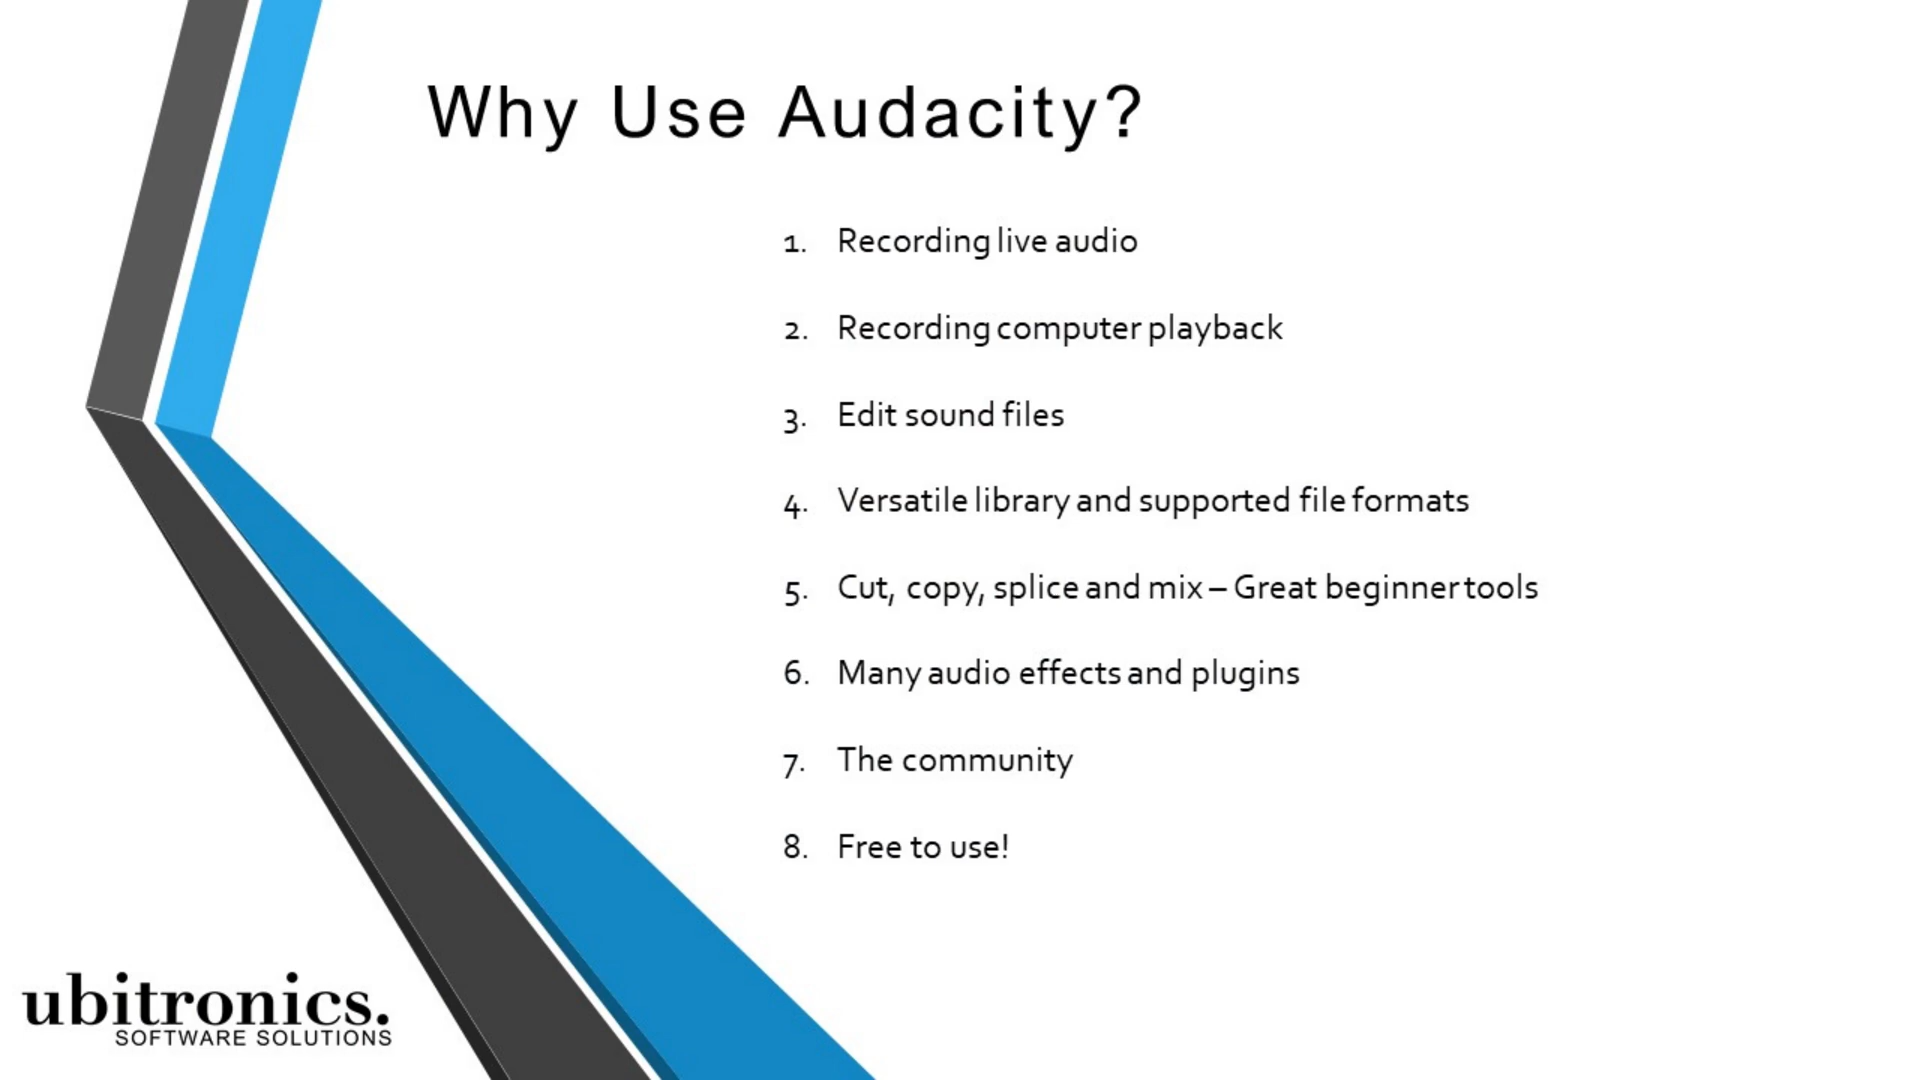 Why Use Audacity?
1. Recording live audio
2. Recording computer playback
3. Edit sound files
4. Versatile library and supported file formats
5. Cut, copy, splice and mix – Great beginner tools
6. Many audio effects and plugins
7. The community
8. Free to use!
ubitronics.
SOFTWARE SOLUTIONS